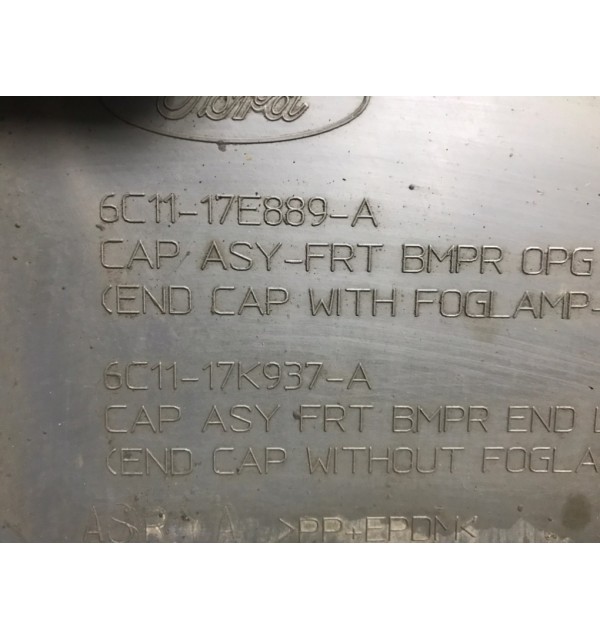 Ford
6C11-17E889-A
CAP ASY-FRT BMPR OPG
(END CAP WITH FOGLAMP-
6C11-17K937-A
CAP ASY FRT BMPR END L
(END CAP WITHOUT FOGLA
>PP+EPDM<